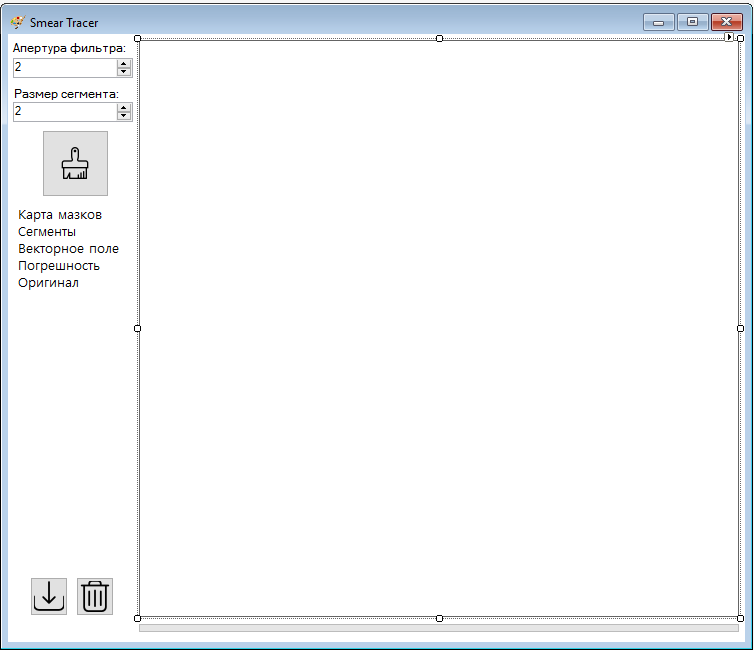 Smear Tracer
Апертура фильтра:
2
Размер сегмента:
2
Карта мазков
Сегменты
Векторное поле
Погрешность
Оригинал